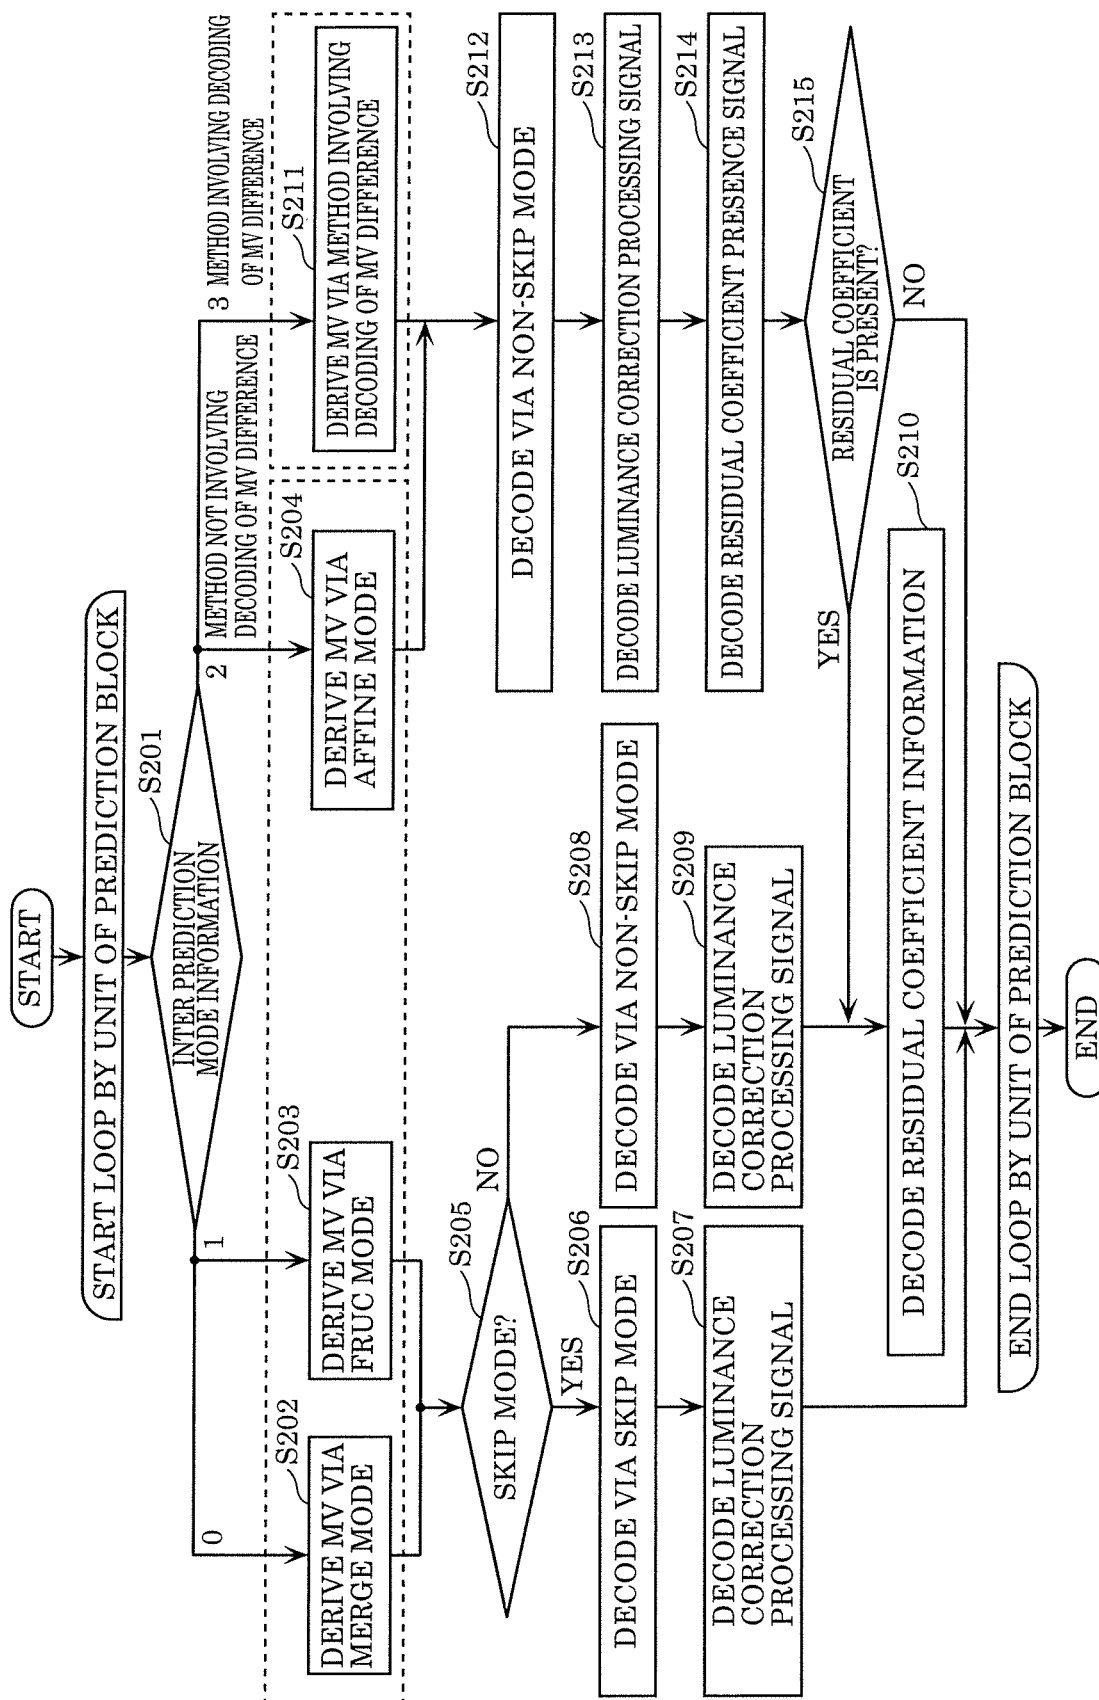 START
START LOOP BY UNIT OF PREDICTION BLOCK
S201
INTER PREDICTION
MODE INFORMATION
0
1
2
METHOD NOT INVOLVING
DECODING OF MV DIFFERENCE
3
METHOD INVOLVING DECODING
OF MV DIFFERENCE
S202
DERIVE MV VIA
MERGE MODE
S203
DERIVE MV VIA
FRUC MODE
S204
DERIVE MV VIA
AFFINE MODE
S211
DERIVE MV VIA METHOD INVOLVING
DECODING OF MV DIFFERENCE
S205
SKIP MODE?
YES
NO
S206
DECODE VIA SKIP MODE
S207
DECODE LUMINANCE
CORRECTION
PROCESSING SIGNAL
S208
DECODE VIA NON-SKIP MODE
S209
DECODE LUMINANCE
CORRECTION
PROCESSING SIGNAL
S212
DECODE VIA NON-SKIP MODE
S213
DECODE LUMINANCE CORRECTION PROCESSING SIGNAL
S214
DECODE RESIDUAL COEFFICIENT PRESENCE SIGNAL
S215
RESIDUAL COEFFICIENT
IS PRESENT?
YES
NO
S210
DECODE RESIDUAL COEFFICIENT INFORMATION
END LOOP BY UNIT OF PREDICTION BLOCK
END